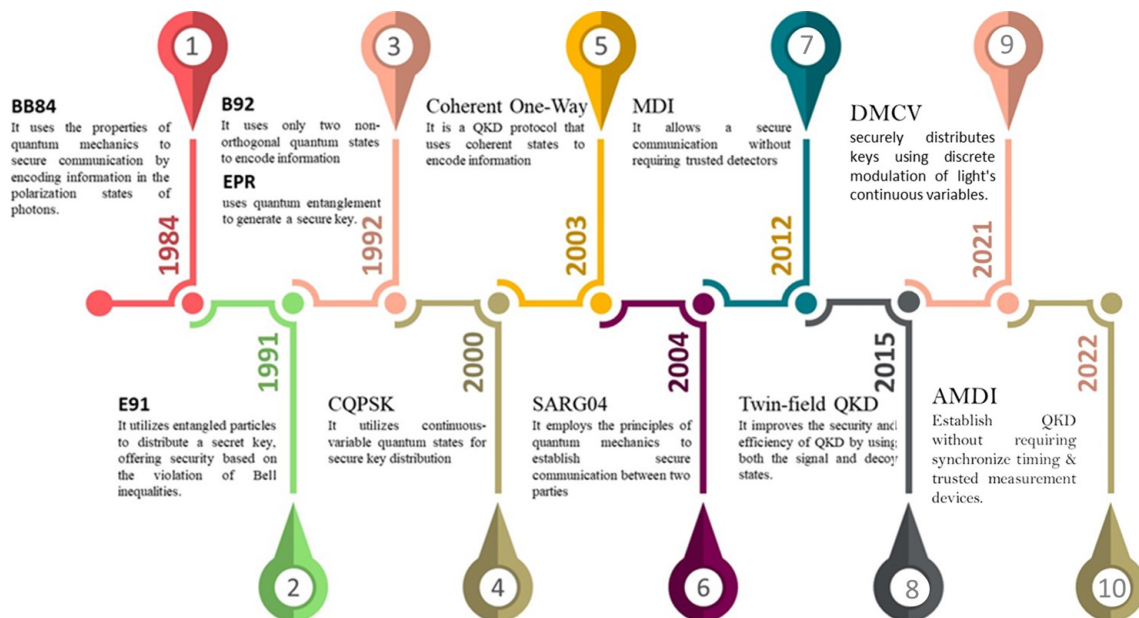 1
BB84
It uses the properties of
quantum mechanics to
secure communication by
encoding information in the
polarization states of
photons.
1984
2
E91
It utilizes entangled particles
to distribute a secret key,
offering security based on
the violation of Bell
inequalities.
1991
3
B92
It uses only two non-
orthogonal quantum states
to encode information
EPR
uses quantum entanglement
to generate a secure key.
1992
4
CQPSK
It utilizes continuous-
variable quantum states for
secure key distribution
2000
5
Coherent One-Way
It is a QKD protocol that
uses coherent states to
encode information
2003
6
SARG04
It employs the principles of
quantum mechanics to
establish secure
communication between two
parties
2004
7
MDI
It allows a secure
communication without
requiring trusted detectors
2012
8
Twin-field QKD
It improves the security and
efficiency of QKD by using
both the signal and decoy
states.
2015
9
DMCV
securely distributes
keys using discrete
modulation of light's
continuous variables.
2021
10
AMDI
Establish QKD
without requiring
synchronize timing &
trusted measurement
devices.
2022